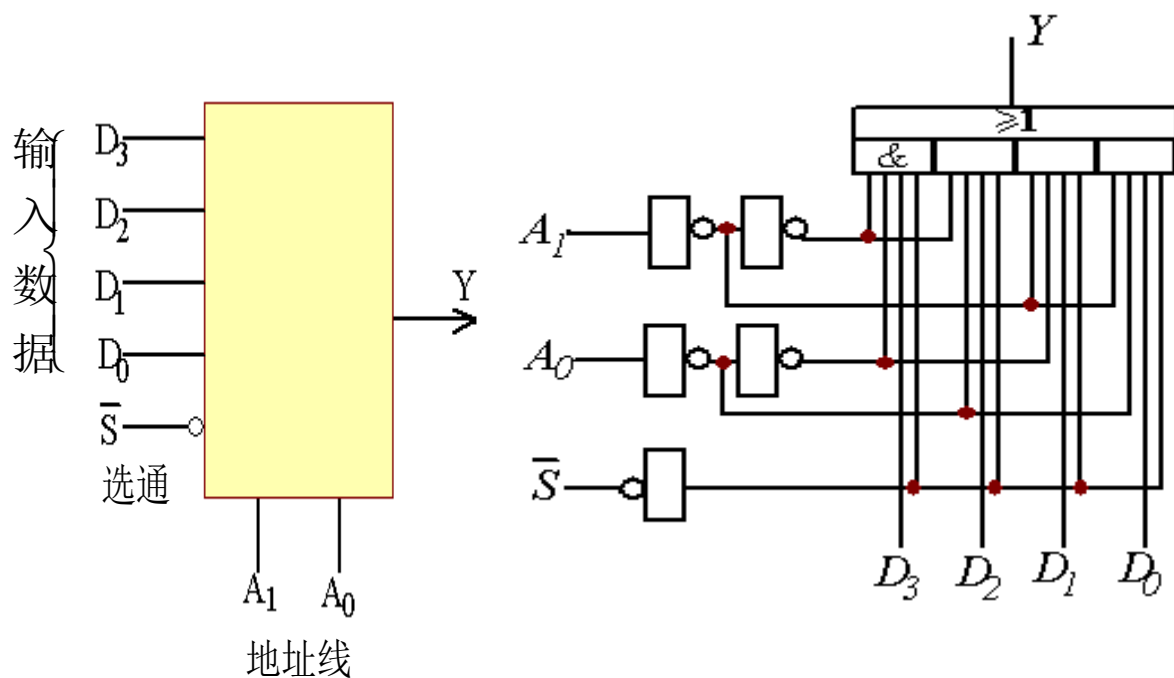 输入数据
D₃
D₂
D₁
D₀
S̅
选通
A₁ A₀
地址线
Y
Y
≥1
&
A₁
A₀
S̅
D₃ D₂ D₁ D₀